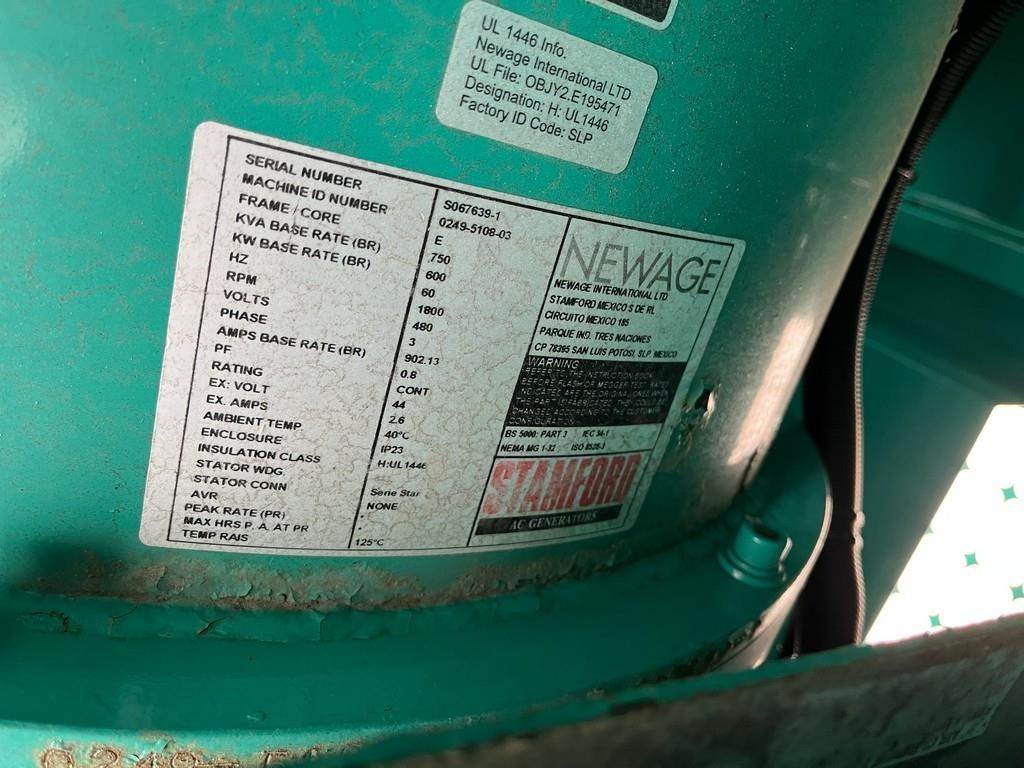 UL 1446 Info.
Newage International LTD
UL File: OBJY2.E195471
Designation: H: UL1446
Factory ID Code: SLP
SERIAL NUMBER S067639-1
MACHINE ID NUMBER 0249-5108-03
FRAME / CORE E
KVA BASE RATE (BR) 750
KW BASE RATE (BR) 600
HZ 60
RPM 1800
VOLTS 480
PHASE 3
AMPS BASE RATE (BR) 902.13
PF 0.8
RATING CONT
EX: VOLT 44
EX. AMPS 2.6
AMBIENT TEMP 40°C
ENCLOSURE IP23
INSULATION CLASS H:UL1446
STATOR WDG.
STATOR CONN Serie Star
AVR NONE
PEAK RATE (PR) -
MAX HRS P. A. AT PR -
TEMP RAIS 125°C
NEWAGE
NEWAGE INTERNATIONAL LTD.
STAMFORD MEXICO S DE RL
CIRCUITO MEXICO 185
PARQUE IND. TRES NACIONES
CP 78395 SAN LUIS POTOSI, SLP. MEXICO
WARNING
BS 5000: PART 3 IEC 34-1
NEMA MG 1-32 ISO 8528-3
STAMFORD
AC GENERATORS
0249